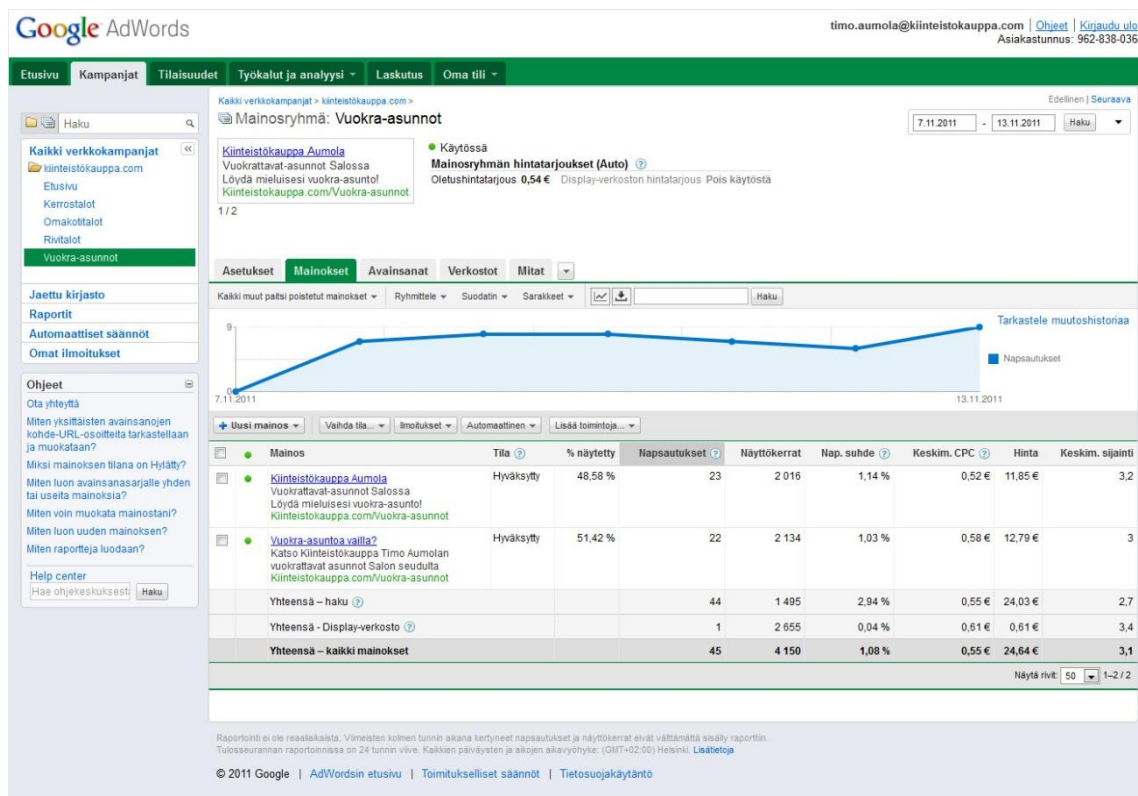 Google AdWords
timo.aumola@kiinteistokauppa.com | Ohjeet | Kirjaudu ulo
Asiakastunnus: 962-838-036
Etusivu Kampanjat Tilaisuudet Työkalut ja analyysi Laskutus Oma tili
Haku
Kaikki verkkokampanjat
kiinteistökauppa.com
Etusivu
Kerrostalot
Omakotitalot
Rivitalot
Vuokra-asunnot
Jaettu kirjasto
Raportit
Automaattiset säännöt
Omat ilmoitukset
Ohjeet
Ota yhteyttä
Miten yksittäisten avainsanojen
kohde-URL-osoitteita tarkastellaan
ja muokataan?
Miksi mainoksen tilana on Hylätty?
Miten luon avainsanasarjalle yhden
tai useita mainoksia?
Miten voin muokata mainostani?
Miten luon uuden mainoksen?
Miten raportteja luodaan?
Help center
Hae ohjekeskuksest Haku
Kaikki verkkokampanjat > kiinteistökauppa.com >
Edellinen | Seuraava
Mainosryhmä: Vuokra-asunnot
7.11.2011 - 13.11.2011 Haku
Kiinteistökauppa Aumola
Vuokrattavat-asunnot Salossa
Löydä mieluisesi vuokra-asunto!
Kiinteistokauppa.com/Vuokra-asunnot
1 / 2
Käytössä
Mainosryhmän hintatarjoukset (Auto)
Oletushintatarjous 0,54 € Display-verkoston hintatarjous Pois käytöstä
Asetukset Mainokset Avainsanat Verkostot Mitat
Kaikki muut paitsi poistetut mainokset Ryhmittele Suodatin Sarakkeet Haku
Tarkastele muutoshistoriaa
9
Napsautukset
0
7.11.2011 13.11.2011
Uusi mainos Vaihda tila... Ilmoitukset Automaattinen Lisää toimintoja...
Mainos Tila % näytetty Napsautukset Näyttökerrat Nap. suhde Keskim. CPC Hinta Keskim. sijainti
Kiinteistökauppa Aumola Hyväksytty 48,58 % 23 2 016 1,14 % 0,52 € 11,85 € 3,2
Vuokrattavat-asunnot Salossa
Löydä mieluisesi vuokra-asunto!
Kiinteistokauppa.com/Vuokra-asunnot
Vuokra-asuntoa vailla? Hyväksytty 51,42 % 22 2 134 1,03 % 0,58 € 12,79 € 3
Katso Kiinteistökauppa Timo Aumolan
vuokrattavat asunnot Salon seudulta
Kiinteistokauppa.com/Vuokra-asunnot
Yhteensä – haku 44 1 495 2,94 % 0,55 € 24,03 € 2,7
Yhteensä - Display-verkosto 1 2 655 0,04 % 0,61 € 0,61 € 3,4
Yhteensä – kaikki mainokset 45 4 150 1,08 % 0,55 € 24,64 € 3,1
Näytä rivit: 50 1–2 / 2
Raportointi ei ole reaaliaikaista. Viimeisten kolmen tunnin aikana kertyneet napsautukset ja näyttökerrat eivät välttämättä sisälly raporttiin.
Tulosseurannan raportoinnissa on 24 tunnin viive. Kaikkien päiväysten ja aikojen aikavyöhyke: (GMT+02:00) Helsinki. Lisätietoja
© 2011 Google | AdWordsin etusivu | Toimitukselliset säännöt | Tietosuojakäytäntö